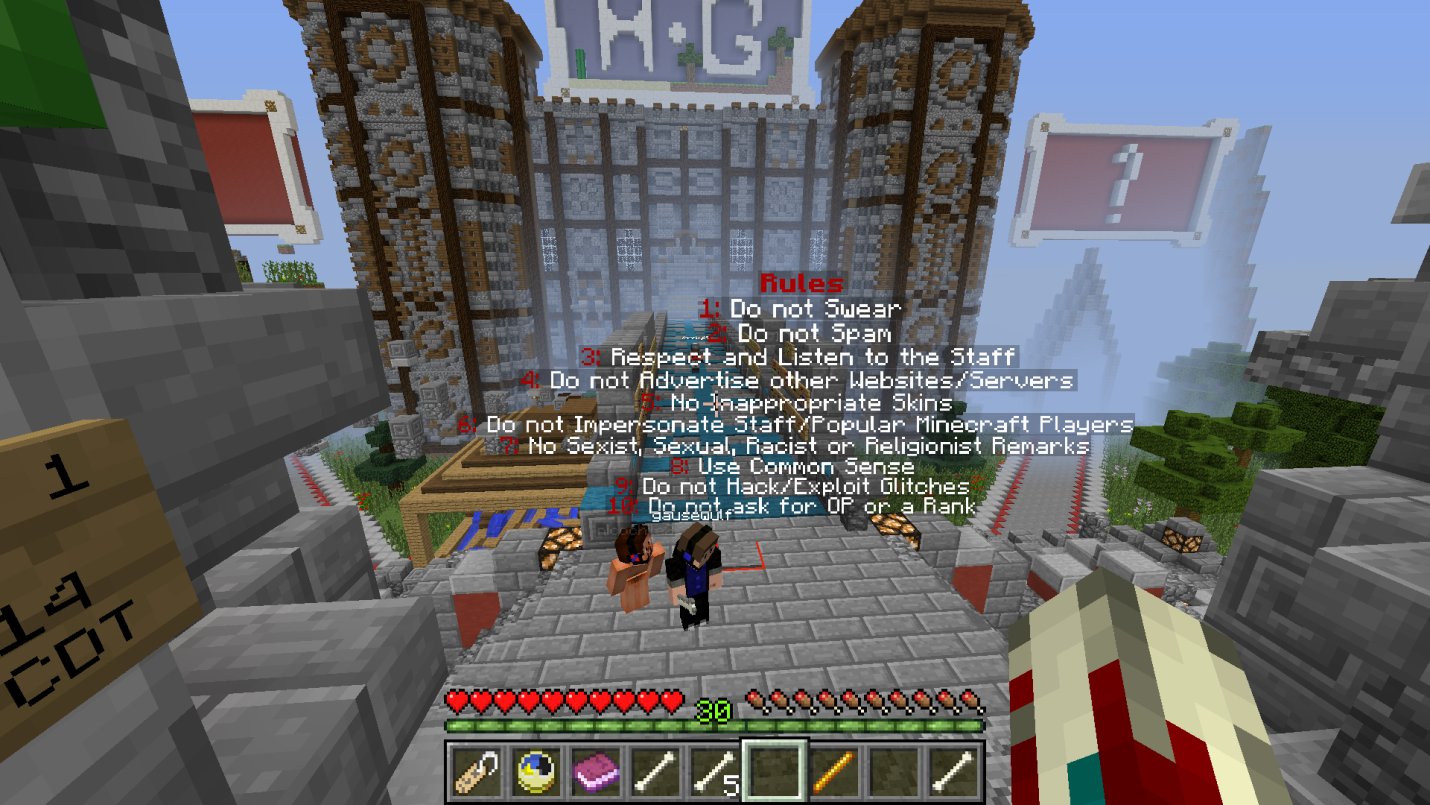 H·G
?
Rules
1: Do not Swear
2: Do not Spam
3: Respect and Listen to the Staff
4: Do not Advertise other Websites/Servers
5: No Inappropriate Skins
6: Do not Impersonate Staff/Popular Minecraft Players
7: No Sexist, Sexual, Racist or Religionist Remarks
8: Use Common Sense
9: Do not Hack/Exploit Glitches
10: Do not ask for OP or a Rank
gausegulf
1
14
CDT
30
5